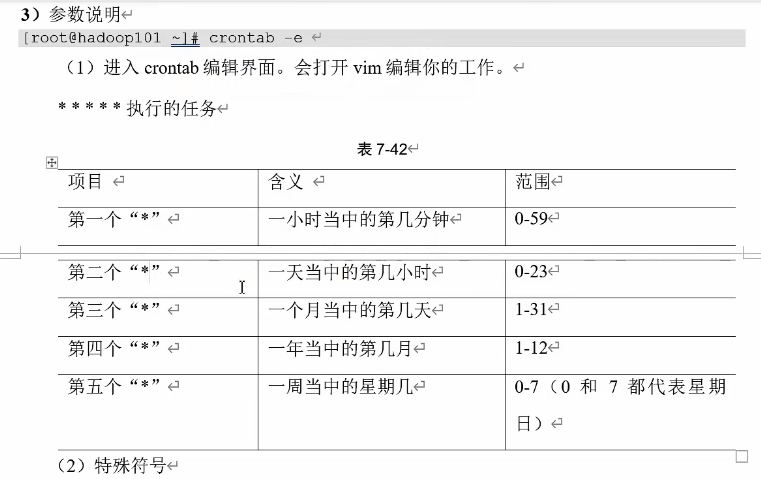 3）参数说明
[root@hadoop101 ~]# crontab -e
（1）进入 crontab 编辑界面。会打开 vim 编辑你的工作。
* * * * * 执行的任务
表 7-42
项目 含义 范围
第一个“*” 一小时当中的第几分钟 0-59
第二个“*” 一天当中的第几小时 0-23
第三个“*” 一个月当中的第几天 1-31
第四个“*” 一年当中的第几月 1-12
第五个“*” 一周当中的星期几 0-7（0 和 7 都代表星期
日）
（2）特殊符号